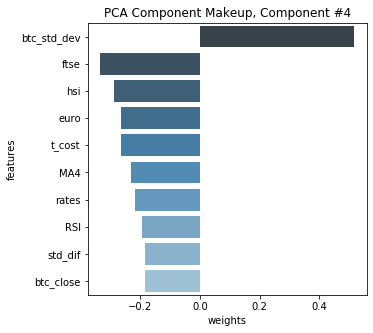 PCA Component Makeup, Component #4
features
btc_std_dev
ftse
hsi
euro
t_cost
MA4
rates
RSI
std_dif
btc_close
−0.2 0.0 0.2 0.4
weights